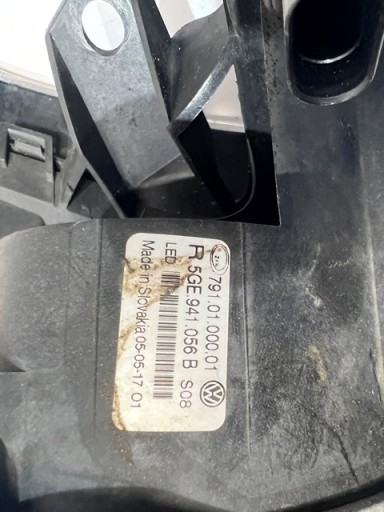 791.01.000.01
R 5GE.941.056 B
LED S08
Made in Slovakia 05-05-17 01